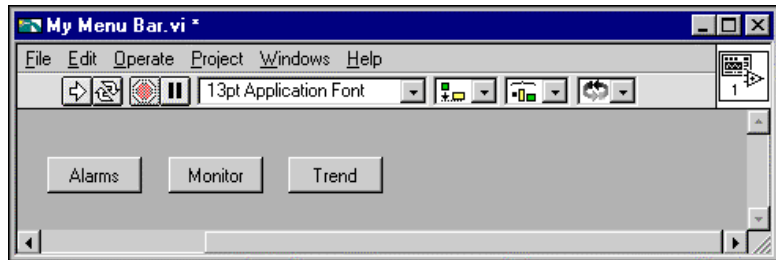 My Menu Bar.vi *
File Edit Operate Project Windows Help
13pt Application Font
1
Alarms Monitor Trend